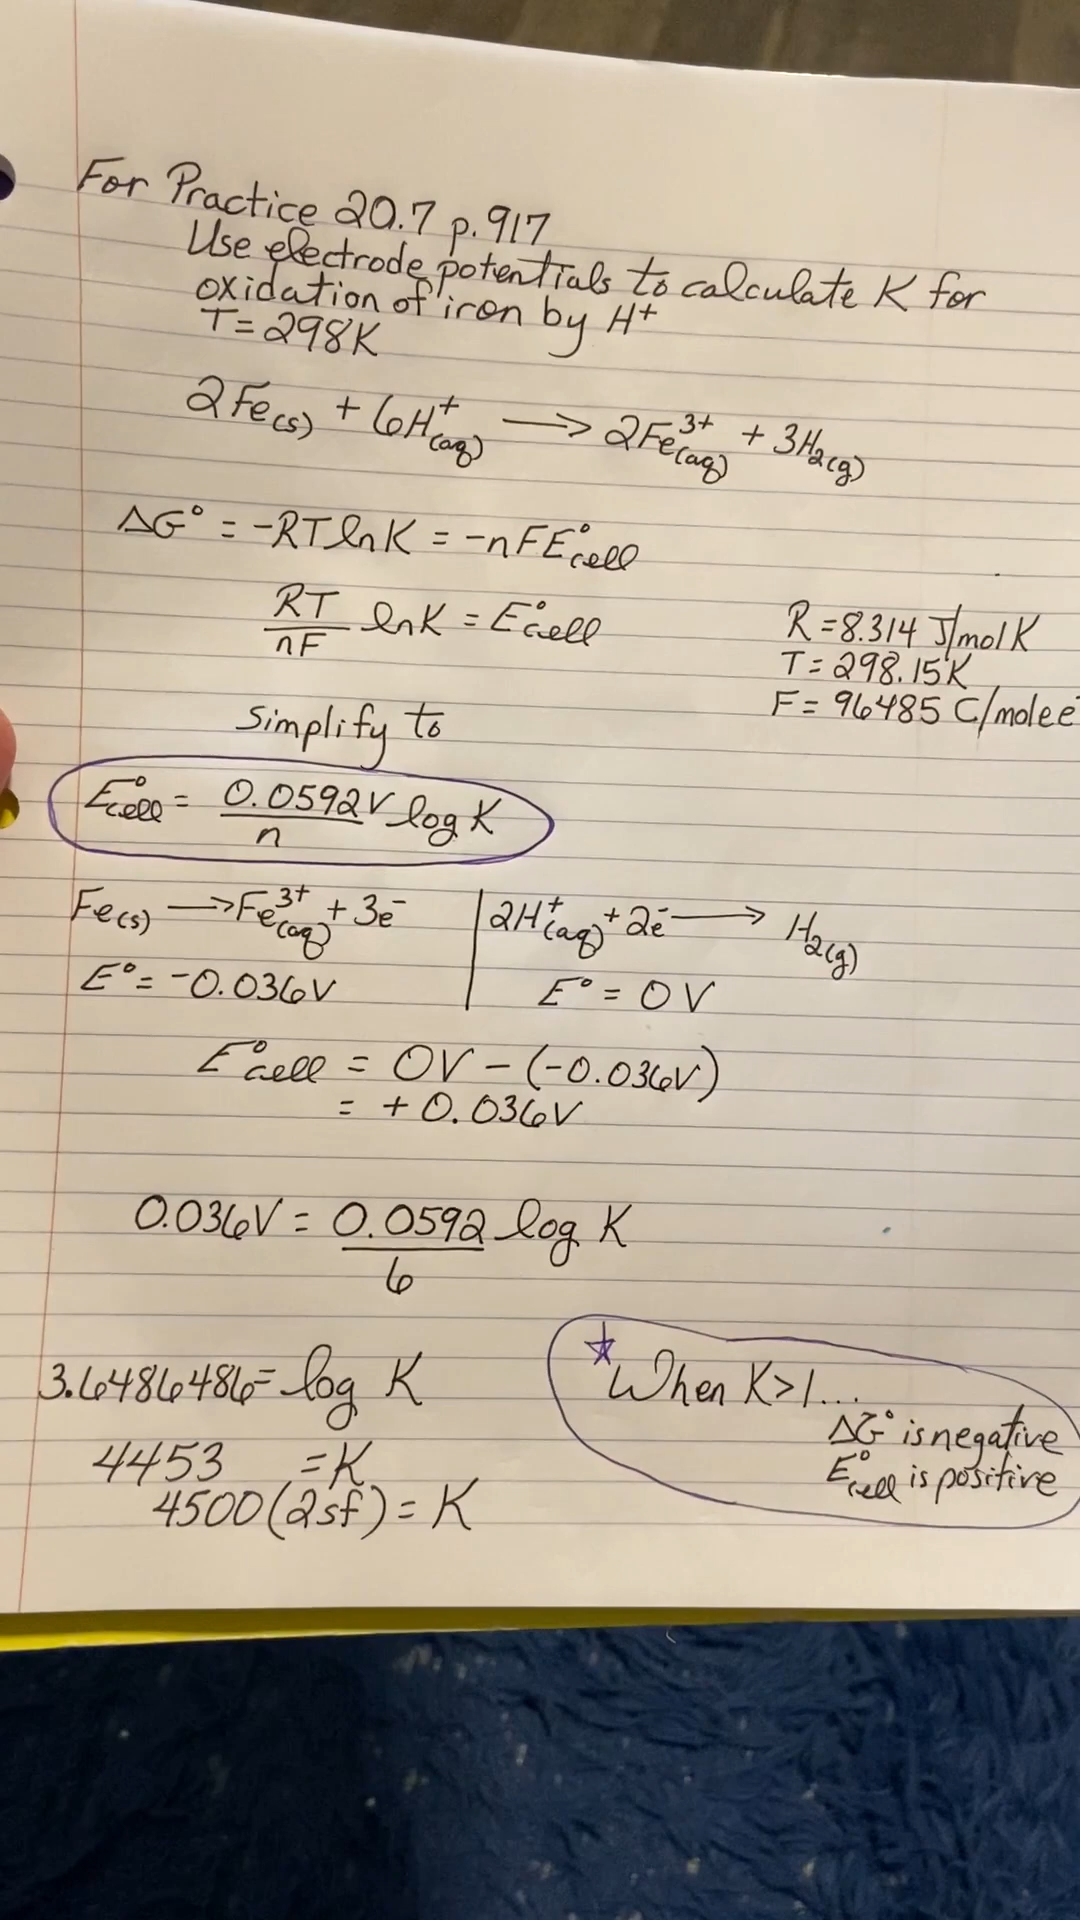 For Practice 20.7 p.917
Use electrode potentials to calculate K for
oxidation of iron by H⁺
T=298K
2Fe(s) + 6H⁺(aq) ⟶ 2Fe³⁺(aq) + 3H₂(g)
ΔG° = -RTlnK = -nFE°cell
RT/nF lnK = E°cell
R=8.314 J/molK
T=298.15K
F=96485 C/mole e⁻
Simplify to
E°cell = 0.0592V/n log K
Fe(s) ⟶ Fe³⁺(aq) + 3e⁻
E°=-0.036V
2H⁺(aq) + 2e⁻ ⟶ H₂(g)
E°=0V
E°cell = 0V-(-0.036V)
= +0.036V
0.036V = 0.0592/6 log K
3.6486486=log K
4453 =K
4500(2sf)=K
★When K>1...
ΔG° is negative
E°cell is positive